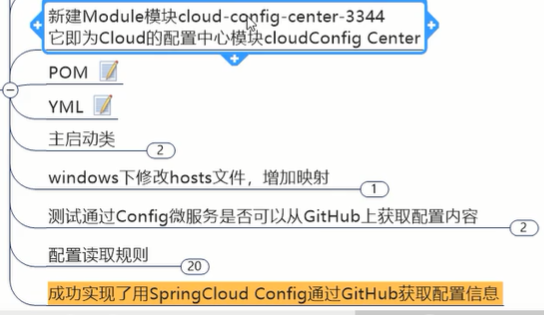 新建Module模块cloud-config-center-3344
它即为Cloud的配置中心模块cloudConfig Center
POM
YML
主启动类
2
windows下修改hosts文件，增加映射
1
测试通过Config微服务是否可以从GitHub上获取配置内容
2
配置读取规则
20
成功实现了用SpringCloud Config通过GitHub获取配置信息